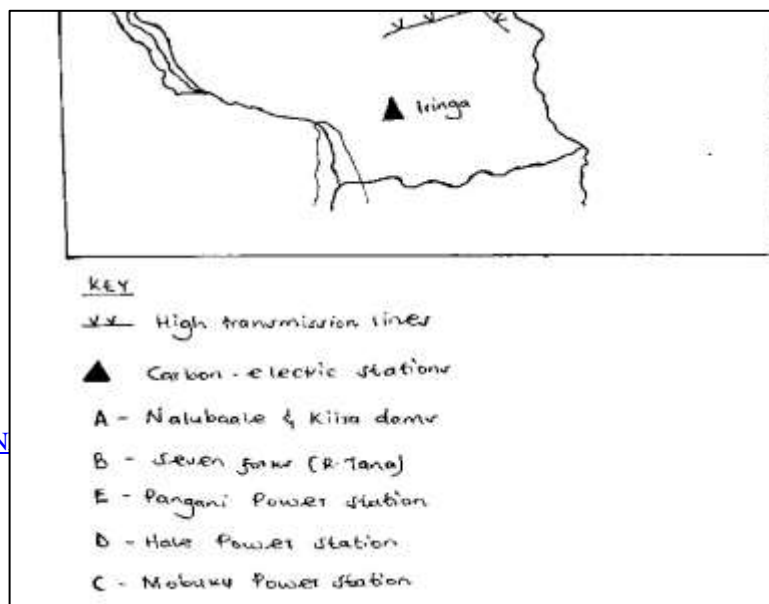 Iringa
KEY
High transmission lines
Carbon-electric stations
A - Nalubaale & Kiira dams
B - Seven forks (R. Tana)
E - Pangani Power station
D - Hale Power station
C - Mobuku Power station
N